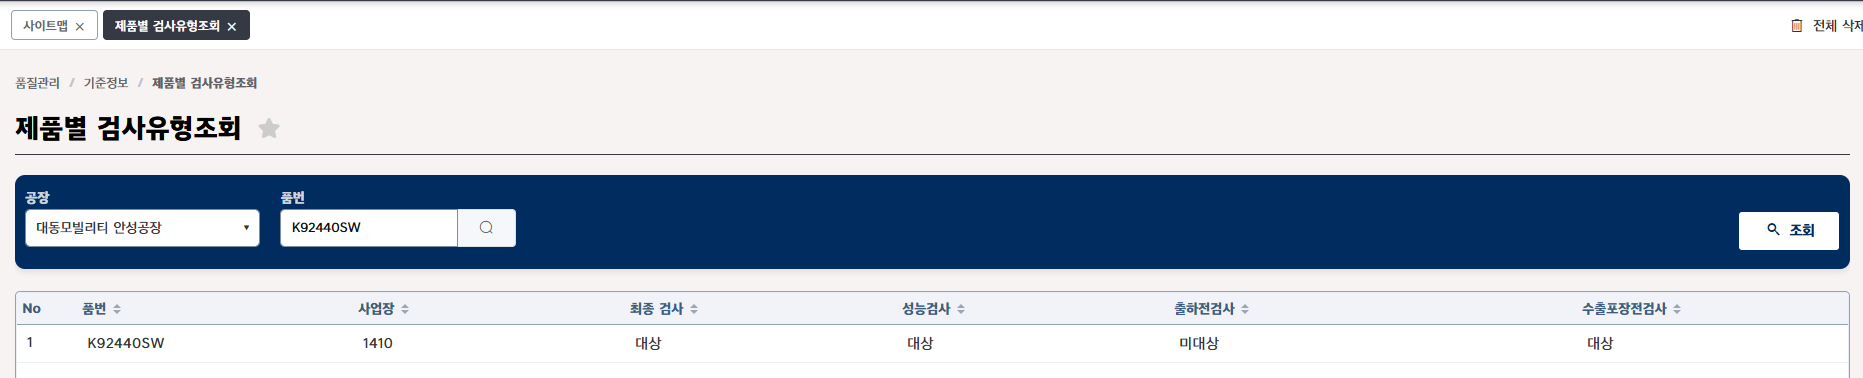 사이트맵 ×
제품별 검사유형조회 ×
전체 삭제
품질관리 / 기준정보 / 제품별 검사유형조회
제품별 검사유형조회
공장
품번
대동모빌리티 안성공장
K92440SW
조회
No 품번 사업장 최종 검사 성능검사 출하전검사 수출포장전검사
1 K92440SW 1410 대상 대상 미대상 대상